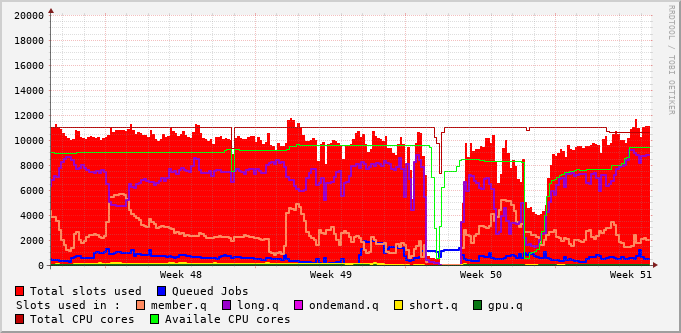 RRDTOOL / TOBI OETIKER
20000
18000
16000
14000
12000
10000
8000
6000
4000
2000
0
Week 48 Week 49 Week 50 Week 51
Total slots used Queued Jobs
Slots used in : member.q long.q ondemand.q short.q gpu.q
Total CPU cores Availale CPU cores